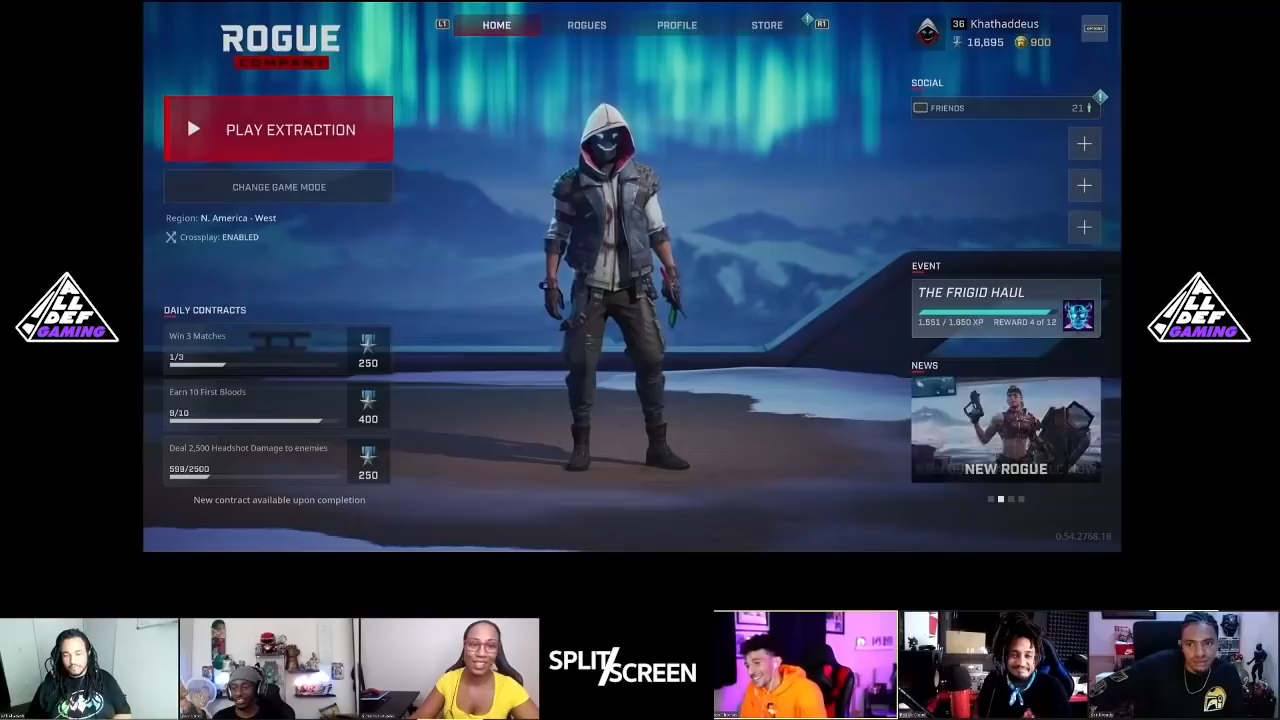 ROGUE
COMPANY
L1
HOME
ROGUES
PROFILE
STORE
R1
36 Khathaddeus
16,695
900
OPTIONS
PLAY EXTRACTION
CHANGE GAME MODE
Region: N. America - West
Crossplay: ENABLED
SOCIAL
FRIENDS
21
DAILY CONTRACTS
Win 3 Matches
1/3
250
Earn 10 First Bloods
9/10
400
Deal 2,500 Headshot Damage to enemies
599/2500
250
New contract available upon completion
EVENT
THE FRIGID HAUL
1,551 / 1,850 XP
REWARD 4 of 12
NEWS
NEW ROGUE
0.54.2768.18
ALL
DEF
GAMING
ALL
DEF
GAMING
SPLIT/SCREEN